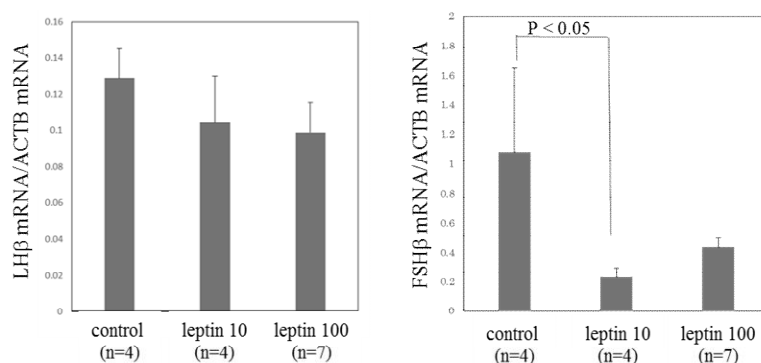 LHβ mRNA/ACTB mRNA
0.16
0.14
0.12
0.1
0.08
0.06
0.04
0.02
0
control
(n=4)
leptin 10
(n=4)
leptin 100
(n=7)
FSHβ mRNA/ACTB mRNA
2
1.8
1.6
1.4
1.2
1
0.8
0.6
0.4
0.2
0
P < 0.05
control
(n=4)
leptin 10
(n=4)
leptin 100
(n=7)